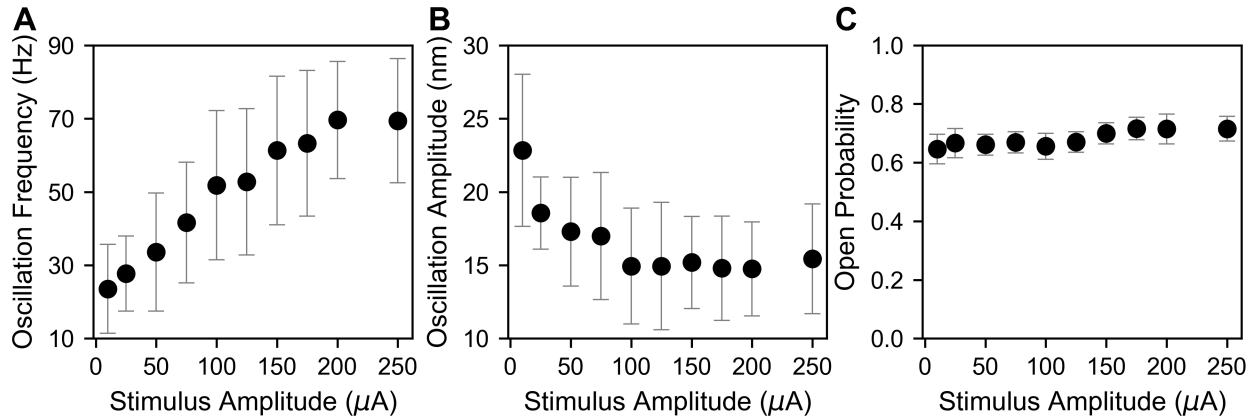 A
Oscillation Frequency (Hz)
90
70
50
30
10
0 50 100 150 200 250
Stimulus Amplitude (μA)
B
Oscillation Amplitude (nm)
30
25
20
15
10
0 50 100 150 200 250
Stimulus Amplitude (μA)
C
Open Probability
1.0
0.8
0.6
0.4
0.2
0.0
0 50 100 150 200 250
Stimulus Amplitude (μA)